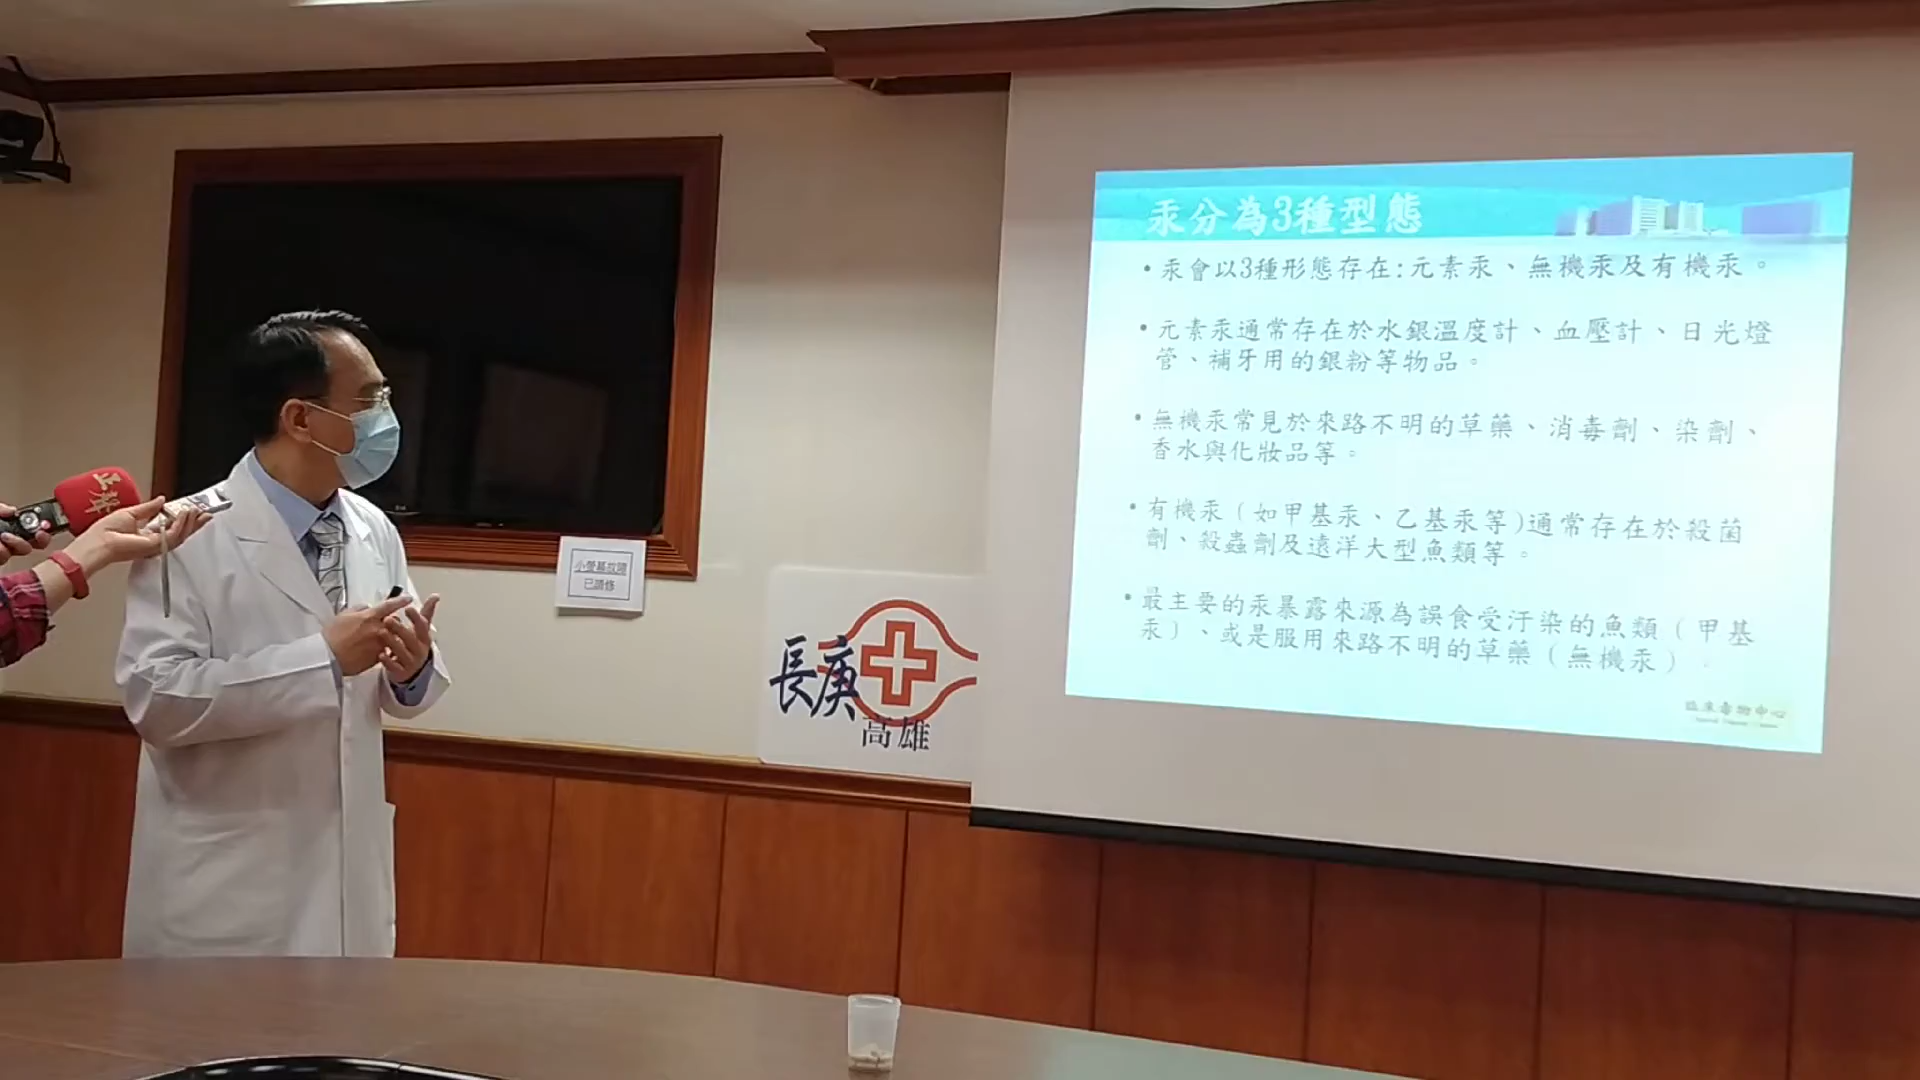 汞分為3種型態
• 汞會以3種形態存在:元素汞、無機汞及有機汞。
• 元素汞通常存在於水銀溫度計、血壓計、日光燈
管、補牙用的銀粉等物品。
• 無機汞常見於來路不明的草藥、消毒劑、染劑、
香水與化妝品等。
• 有機汞(如甲基汞、乙基汞等)通常存在於殺菌
劑、殺蟲劑及遠洋大型魚類等。
• 最主要的汞暴露來源為誤食受汙染的魚類(甲基
汞)、或是服用來路不明的草藥(無機汞)。
臨床毒物中心
正聲
小螢幕故障
已請修
長庚
高雄